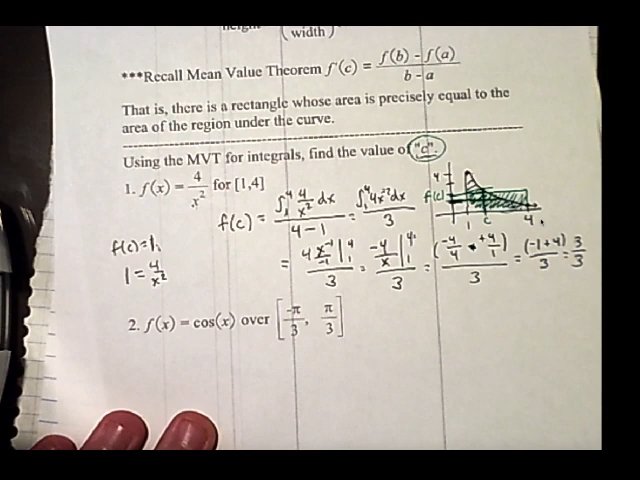 width
***Recall Mean Value Theorem f'(c) = f(b) - f(a) / b - a
That is, there is a rectangle whose area is precisely equal to the
area of the region under the curve.
Using the MVT for integrals, find the value of "c".
1. f(x) = 4/x² for [1,4]
f(c) = ∫₁⁴ 4/x² dx / 4-1 = ∫₁⁴ 4x⁻² dx / 3
4 f(c) 1 c 4
f(c)=1
1 = 4/x²
= 4 x⁻¹/-1 |₁⁴ / 3 = -4/x |₁⁴ / 3 = (-4/4 + +4/1) / 3 = (-1+4) / 3 = 3/3
2. f(x) = cos(x) over [-π/3, π/3]